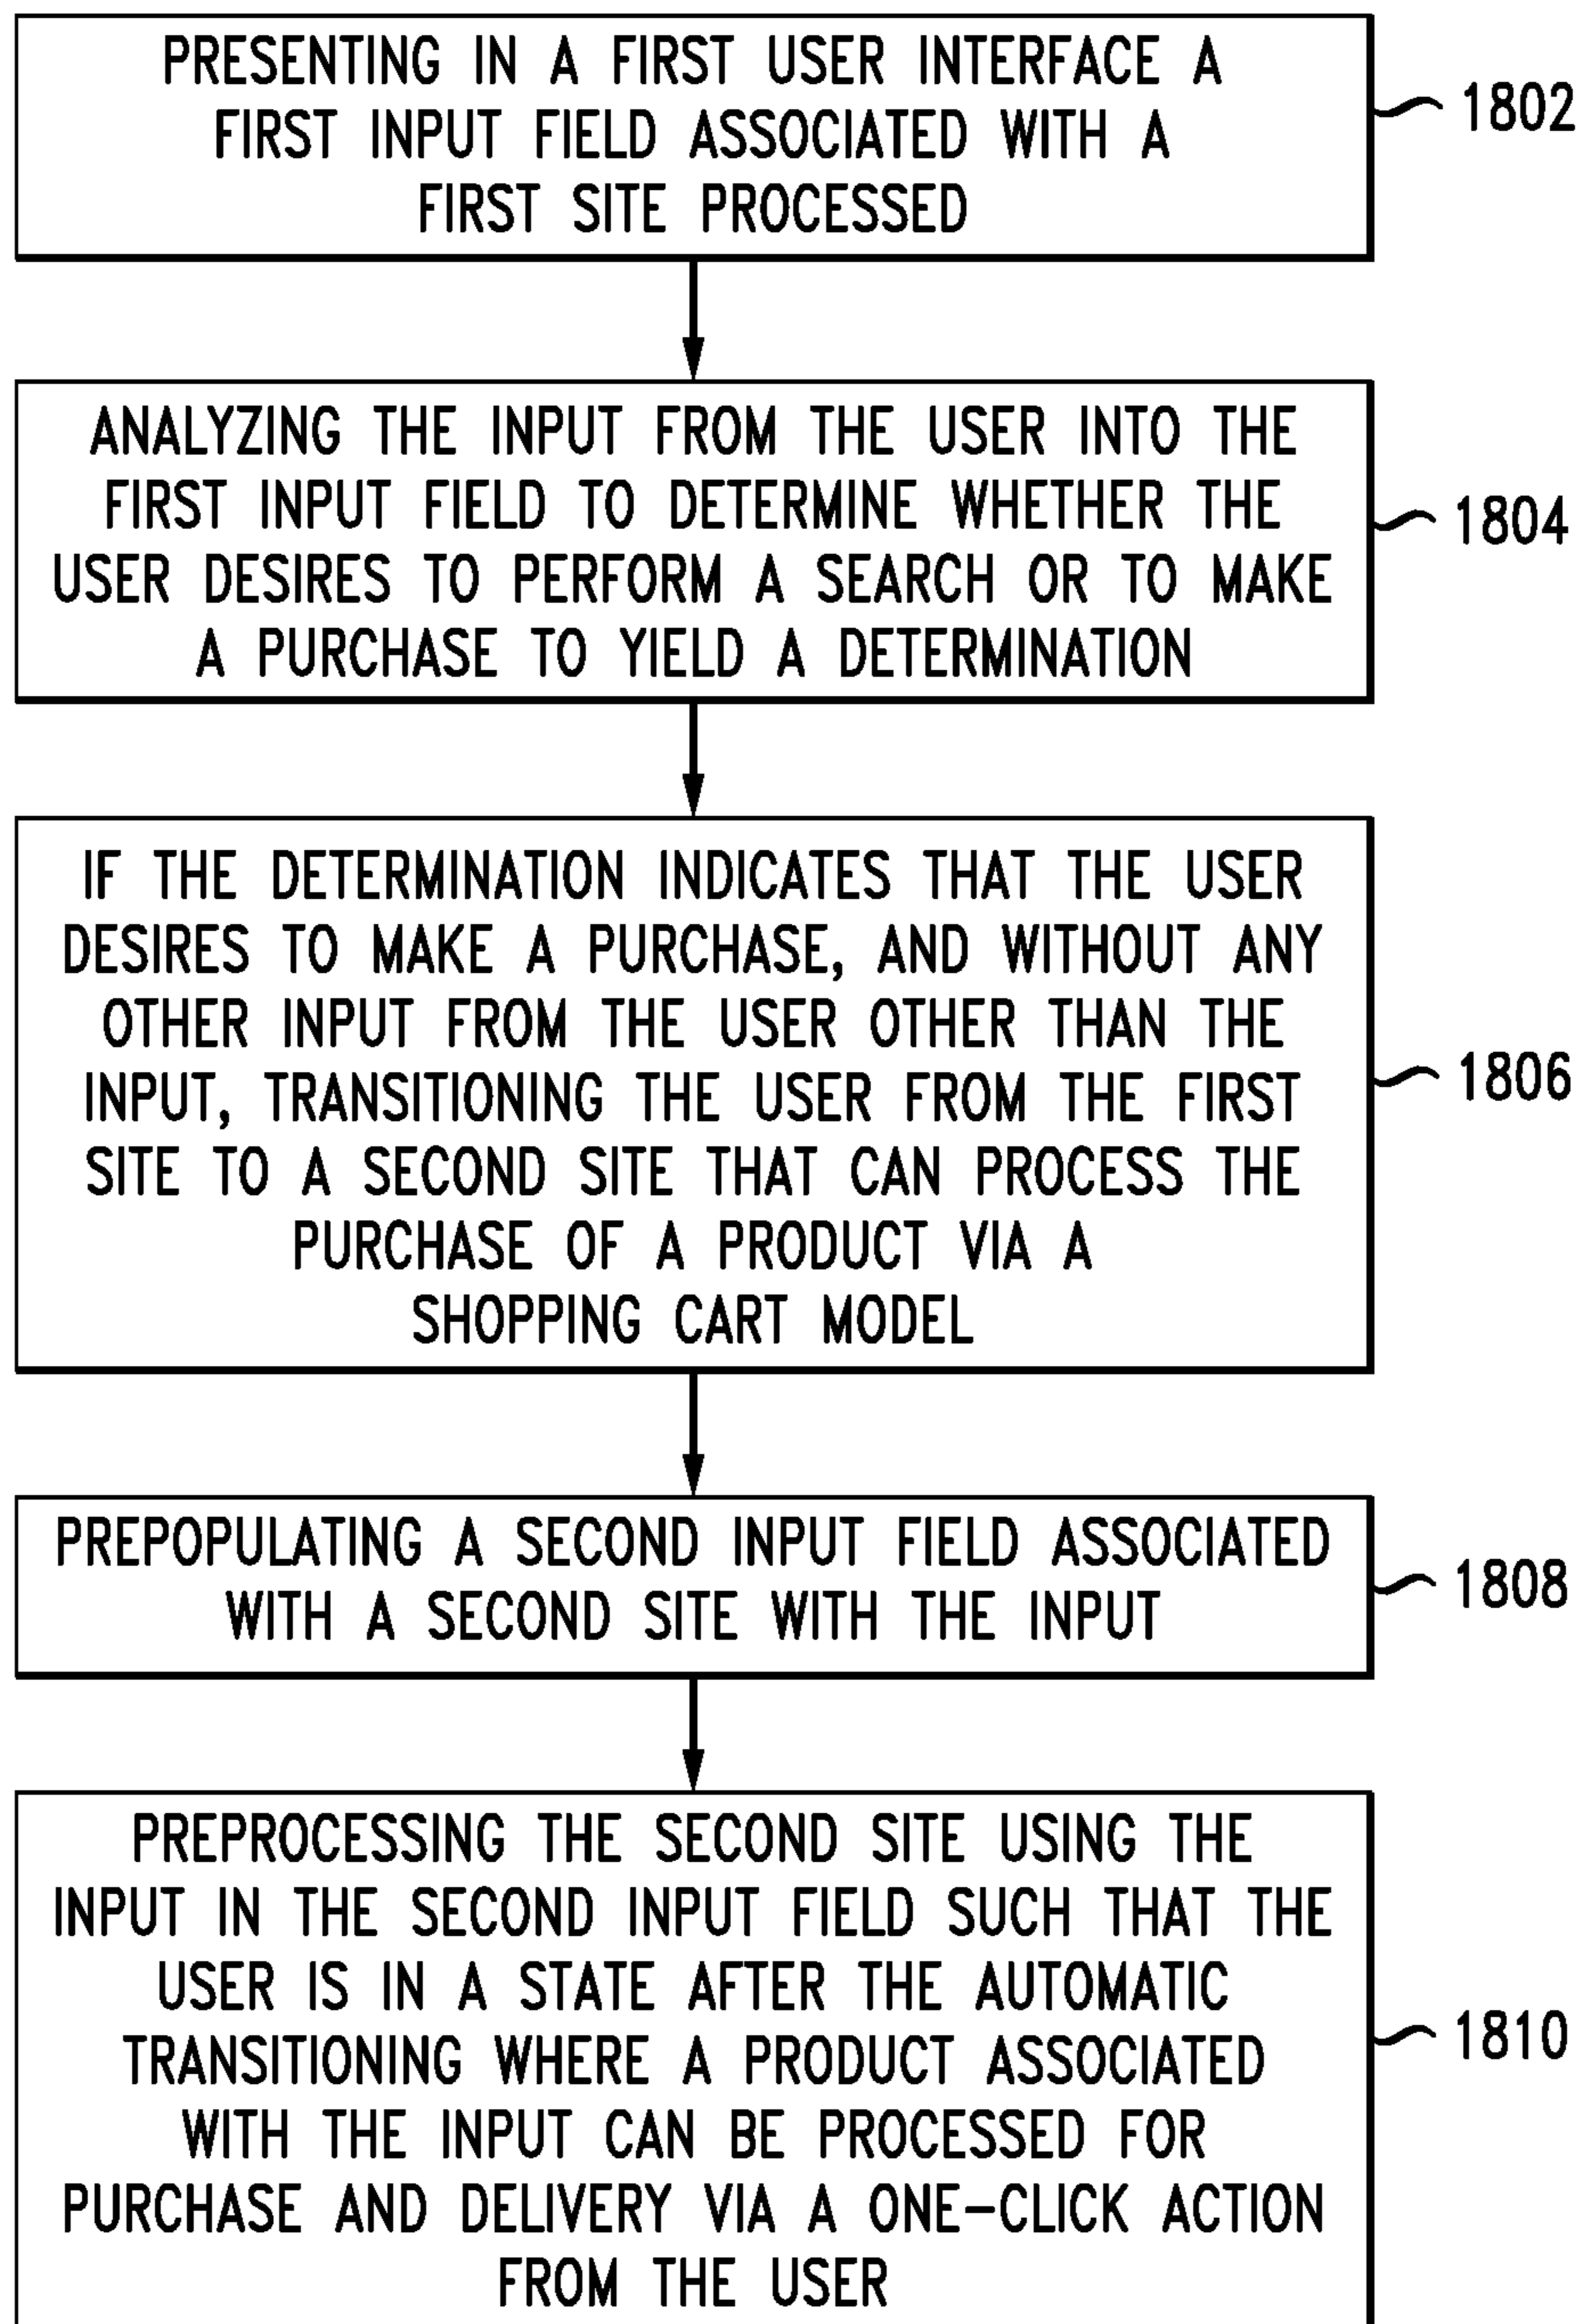 PRESENTING IN A FIRST USER INTERFACE A
FIRST INPUT FIELD ASSOCIATED WITH A
FIRST SITE PROCESSED
1802
ANALYZING THE INPUT FROM THE USER INTO THE
FIRST INPUT FIELD TO DETERMINE WHETHER THE
USER DESIRES TO PERFORM A SEARCH OR TO MAKE
A PURCHASE TO YIELD A DETERMINATION
1804
IF THE DETERMINATION INDICATES THAT THE USER
DESIRES TO MAKE A PURCHASE, AND WITHOUT ANY
OTHER INPUT FROM THE USER OTHER THAN THE
INPUT, TRANSITIONING THE USER FROM THE FIRST
SITE TO A SECOND SITE THAT CAN PROCESS THE
PURCHASE OF A PRODUCT VIA A
SHOPPING CART MODEL
1806
PREPOPULATING A SECOND INPUT FIELD ASSOCIATED
WITH A SECOND SITE WITH THE INPUT
1808
PREPROCESSING THE SECOND SITE USING THE
INPUT IN THE SECOND INPUT FIELD SUCH THAT THE
USER IS IN A STATE AFTER THE AUTOMATIC
TRANSITIONING WHERE A PRODUCT ASSOCIATED
WITH THE INPUT CAN BE PROCESSED FOR
PURCHASE AND DELIVERY VIA A ONE-CLICK ACTION
FROM THE USER
1810